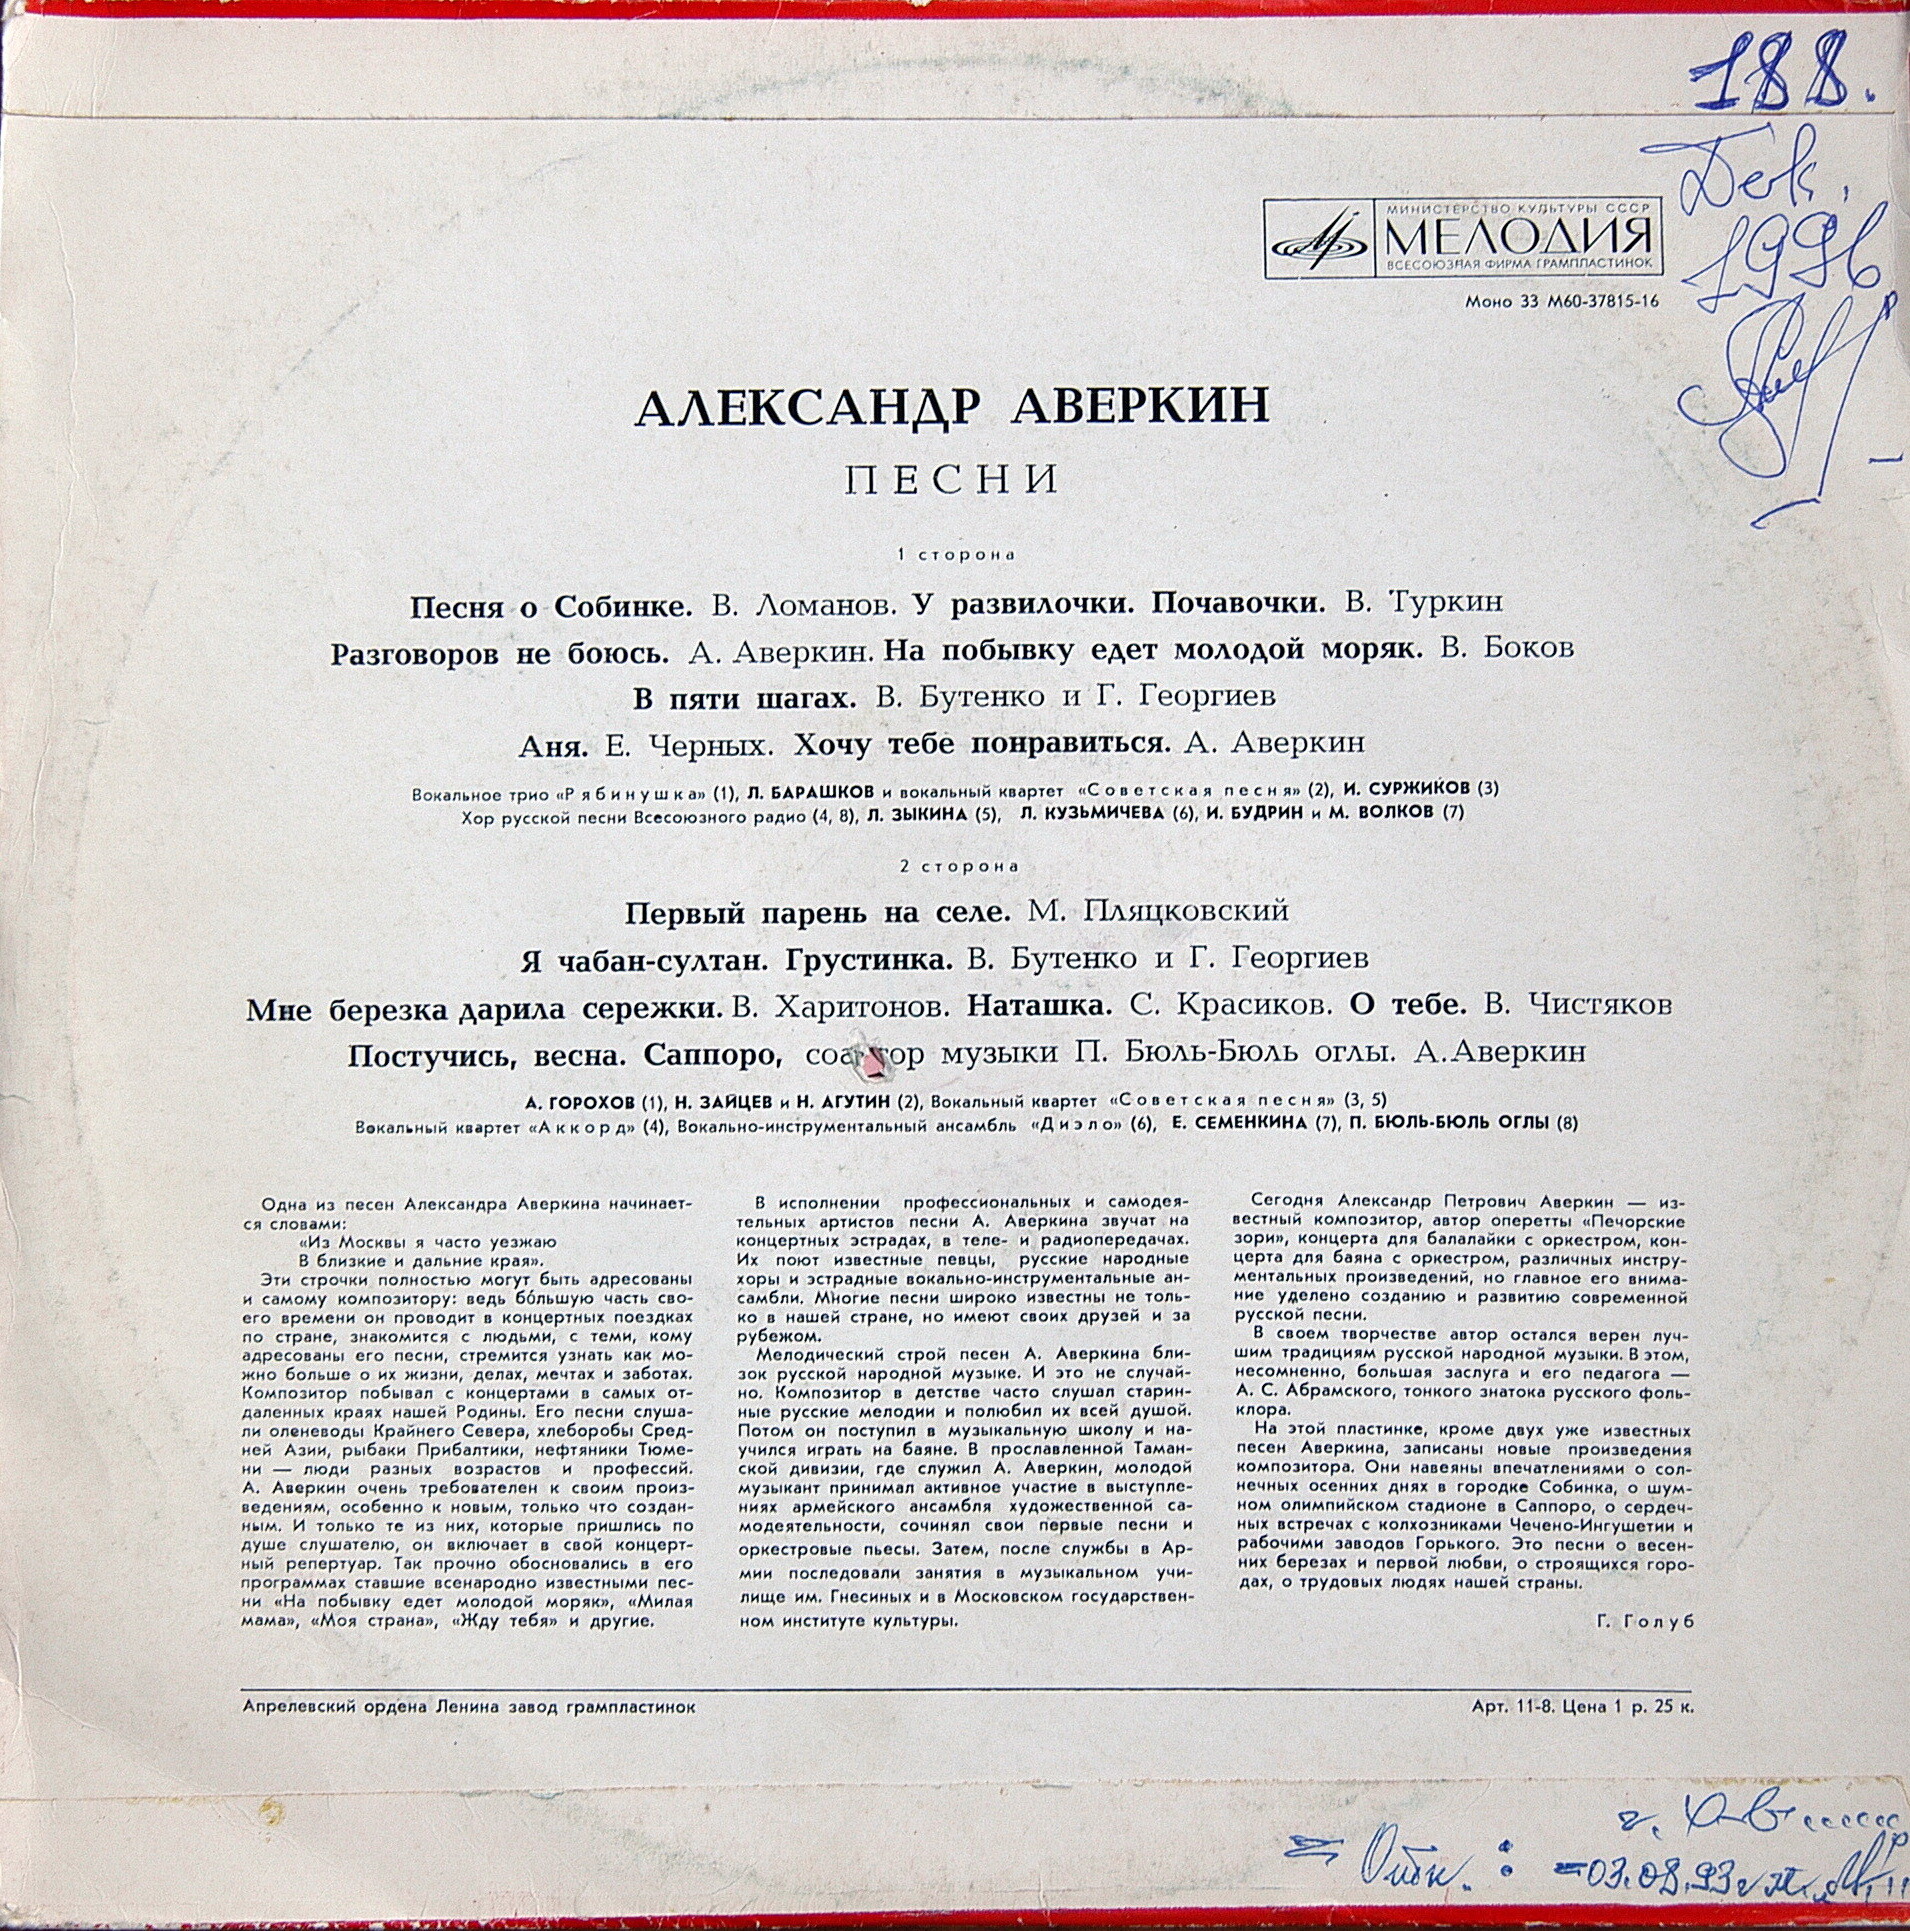 188.
Дек.
1996
МИНИСТЕРСТВО КУЛЬТУРЫ СССР
МЕЛОДИЯ
ВСЕСОЮЗНАЯ ФИРМА ГРАМПЛАСТИНОК
Моно 33 М60-37815-16
АЛЕКСАНДР АВЕРКИН
ПЕСНИ
1 сторона
Песня о Собинке. В. Ломанов. У развилочки. Почавочки. В. Туркин
Разговоров не боюсь. А. Аверкин. На побывку едет молодой моряк. В. Боков
В пяти шагах. В. Бутенко и Г. Георгиев
Аня. Е. Черных. Хочу тебе понравиться. А. Аверкин
Вокальное трио «Рябинушка» (1), Л. БАРАШКОВ и вокальный квартет «Советская песня» (2), И. СУРЖИКОВ (3)
Хор русской песни Всесоюзного радио (4, 8), Л. ЗЫКИНА (5), Л. КУЗЬМИЧЕВА (6), И. БУДРИН и М. ВОЛКОВ (7)
2 сторона
Первый парень на селе. М. Пляцковский
Я чабан-султан. Грустинка. В. Бутенко и Г. Георгиев
Мне березка дарила сережки. В. Харитонов. Наташка. С. Красиков. О тебе. В. Чистяков
Постучись, весна. Саппоро, соавтор музыки П. Бюль-Бюль оглы. А. Аверкин
А. ГОРОХОВ (1), Н. ЗАЙЦЕВ и Н. АГУТИН (2), Вокальный квартет «Советская песня» (3, 5)
Вокальный квартет «Аккорд» (4), Вокально-инструментальный ансамбль «Диэло» (6), Е. СЕМЕНКИНА (7), П. БЮЛЬ-БЮЛЬ ОГЛЫ (8)
Одна из песен Александра Аверкина начинает-
ся словами:
«Из Москвы я часто уезжаю
В близкие и дальние края».
Эти строчки полностью могут быть адресованы
и самому композитору: ведь бо́льшую часть сво-
его времени он проводит в концертных поездках
по стране, знакомится с людьми, с теми, кому
адресованы его песни, стремится узнать как мо-
жно больше о их жизни, делах, мечтах и заботах.
Композитор побывал с концертами в самых от-
даленных краях нашей Родины. Его песни слуша-
ли оленеводы Крайнего Севера, хлеборобы Сред-
ней Азии, рыбаки Прибалтики, нефтяники Тюме-
ни — люди разных возрастов и профессий.
А. Аверкин очень требователен к своим произ-
ведениям, особенно к новым, только что создан-
ным. И только те из них, которые пришлись по
душе слушателю, он включает в свой концерт-
ный репертуар. Так прочно обосновались в его
программах ставшие всенародно известными пес-
ни «На побывку едет молодой моряк», «Милая
мама», «Моя страна», «Жду тебя» и другие.
В исполнении профессиональных и самодея-
тельных артистов песни А. Аверкина звучат на
концертных эстрадах, в теле- и радиопередачах.
Их поют известные певцы, русские народные
хоры и эстрадные вокально-инструментальные ан-
самбли. Многие песни широко известны не толь-
ко в нашей стране, но имеют своих друзей и за
рубежом.
Мелодический строй песен А. Аверкина бли-
зок русской народной музыке. И это не случай-
но. Композитор в детстве часто слушал старин-
ные русские мелодии и полюбил их всей душой.
Потом он поступил в музыкальную школу и на-
учился играть на баяне. В прославленной Таман-
ской дивизии, где служил А. Аверкин, молодой
музыкант принимал активное участие в выступле-
ниях армейского ансамбля художественной са-
модеятельности, сочинял свои первые песни и
оркестровые пьесы. Затем, после службы в Ар-
мии последовали занятия в музыкальном учи-
лище им. Гнесиных и в Московском государствен-
ном институте культуры.
Сегодня Александр Петрович Аверкин — из-
вестный композитор, автор оперетты «Печорские
зори», концерта для балалайки с оркестром, кон-
церта для баяна с оркестром, различных инстру-
ментальных произведений, но главное его внима-
ние уделено созданию и развитию современной
русской песни.
В своем творчестве автор остался верен луч-
шим традициям русской народной музыки. В этом,
несомненно, большая заслуга и его педагога —
А. С. Абрамского, тонкого знатока русского фоль-
клора.
На этой пластинке, кроме двух уже известных
песен Аверкина, записаны новые произведения
композитора. Они навеяны впечатлениями о сол-
нечных осенних днях в городке Собинка, о шум-
ном олимпийском стадионе в Саппоро, о сердеч-
ных встречах с колхозниками Чечено-Ингушетии и
рабочими заводов Горького. Это песни о весен-
них березах и первой любви, о строящихся горо-
дах, о трудовых людях нашей страны.
Г. Голуб
Апрелевский ордена Ленина завод грампластинок
Арт. 11-8. Цена 1 р. 25 к.
г.
03.08.93г